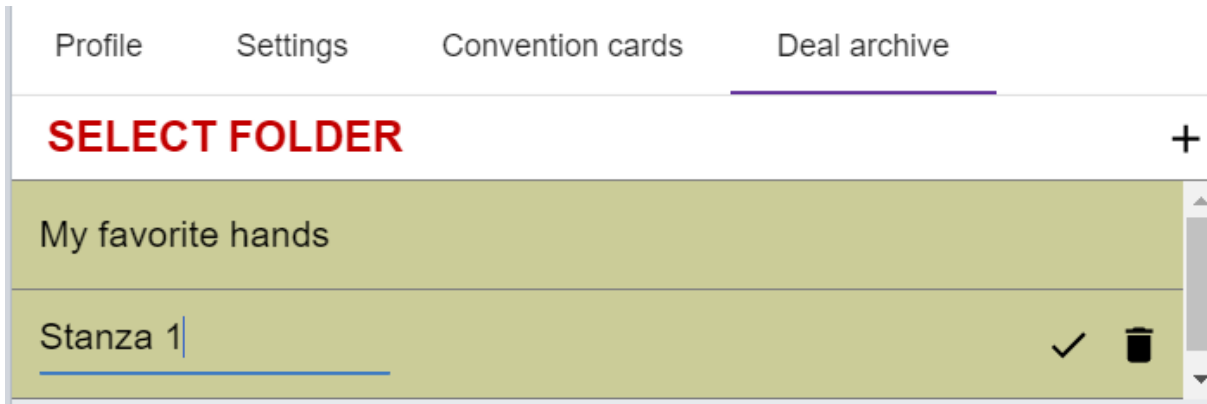 Profile Settings Convention cards Deal archive
SELECT FOLDER +
My favorite hands
Stanza 1